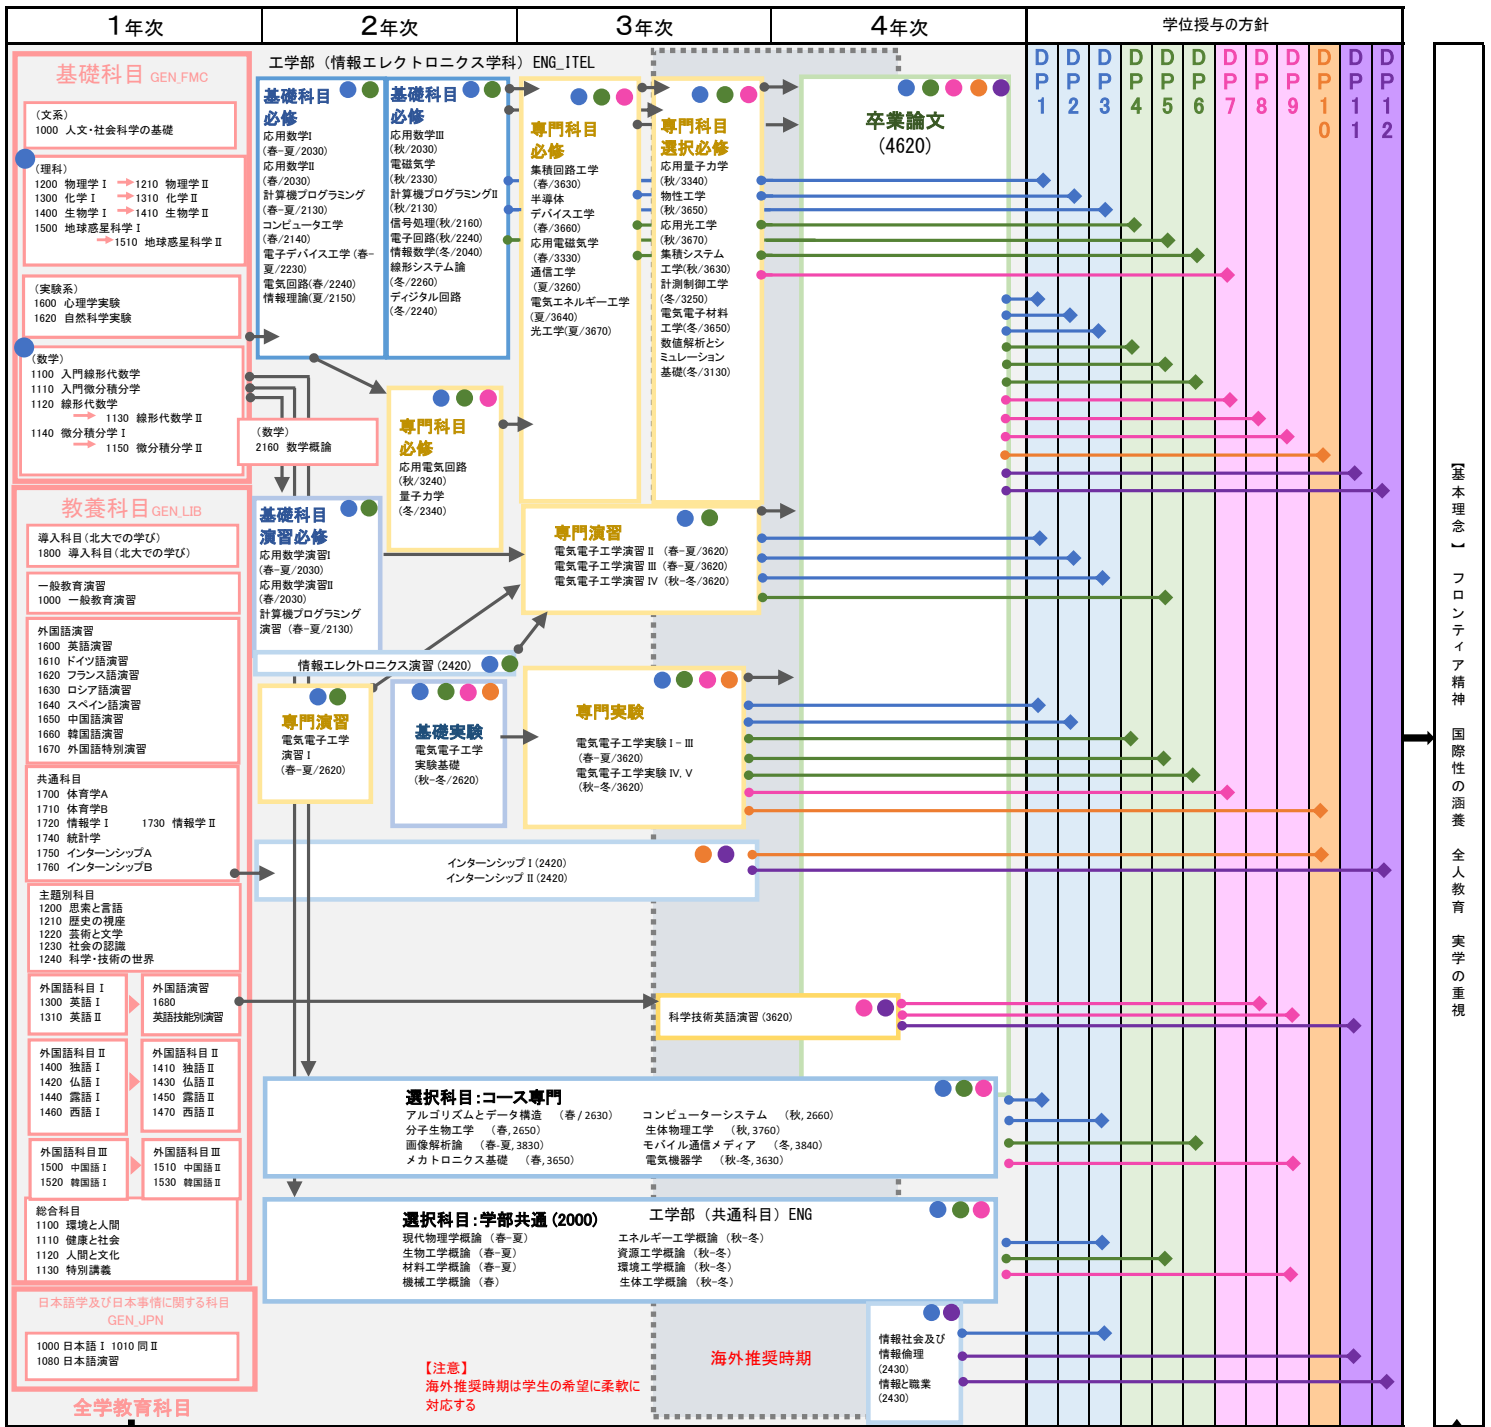 1年次
2年次
3年次
4年次
学位授与の方針
DP1
DP2
DP3
DP4
DP5
DP6
DP7
DP8
DP9
DP10
DP11
DP12
工学部（情報エレクトロニクス学科）ENG_ITEL
基礎科目 GEN_FMC
（文系）
1000 人文・社会科学の基礎
（理科）
1200 物理学Ⅰ 1210 物理学Ⅱ
1300 化学Ⅰ 1310 化学Ⅱ
1400 生物学Ⅰ 1410 生物学Ⅱ
1500 地球惑星科学Ⅰ
1510 地球惑星科学Ⅱ
（実験系）
1600 心理学実験
1620 自然科学実験
（数学）
1100 入門線形代数学
1110 入門微分積分学
1120 線形代数学
1130 線形代数学Ⅱ
1140 微分積分学Ⅰ
1150 微分積分学Ⅱ
（数学）
2160 数学概論
教養科目 GEN_LIB
導入科目（北大での学び）
1800 導入科目（北大での学び）
一般教育演習
1000 一般教育演習
外国語演習
1600 英語演習
1610 ドイツ語演習
1620 フランス語演習
1630 ロシア語演習
1640 スペイン語演習
1650 中国語演習
1660 韓国語演習
1670 外国語特別演習
共通科目
1700 体育学A
1710 体育学B
1720 情報学Ⅰ 1730 情報学Ⅱ
1740 統計学
1750 インターンシップA
1760 インターンシップB
主題別科目
1200 思索と言語
1210 歴史の視座
1220 芸術と文学
1230 社会の認識
1240 科学・技術の世界
外国語科目Ⅰ
1300 英語Ⅰ
1310 英語Ⅱ
外国語演習
1680
英語技能別演習
外国語科目Ⅱ
1400 独語Ⅰ
1420 仏語Ⅰ
1440 露語Ⅰ
1460 西語Ⅰ
外国語科目Ⅱ
1410 独語Ⅱ
1430 仏語Ⅱ
1450 露語Ⅱ
1470 西語Ⅱ
外国語科目Ⅲ
1500 中国語Ⅰ
1520 韓国語Ⅰ
外国語科目Ⅲ
1510 中国語Ⅱ
1530 韓国語Ⅱ
総合科目
1100 環境と人間
1110 健康と社会
1120 人間と文化
1130 特別講義
日本語学及び日本事情に関する科目
GEN_JPN
1000 日本語Ⅰ 1010 同Ⅱ
1080 日本語演習
全学教育科目
基礎科目
必修
応用数学Ⅰ
(春-夏/2030)
応用数学Ⅱ
(春/2030)
計算機プログラミング
(春-夏/2130)
コンピュータ工学
(春/2140)
電子デバイス工学(春-
夏/2230)
電気回路(春/2240)
情報理論(夏/2150)
基礎科目
必修
応用数学Ⅲ
(秋/2030)
電磁気学
(秋/2330)
計算機プログラミングⅡ
(秋/2130)
信号処理(秋/2160)
電子回路(秋/2240)
情報数学(冬/2040)
線形システム論
(冬/2260)
ディジタル回路
(冬/2240)
専門科目
必修
応用電気回路
(秋/3240)
量子力学
(冬/2340)
専門科目
必修
集積回路工学
(春/3630)
半導体
デバイス工学
(春/3660)
応用電磁気学
(春/3330)
通信工学
(夏/3260)
電気エネルギー工学
(夏/3640)
光工学(夏/3670)
専門科目
選択必修
応用量子力学
(秋/3340)
物性工学
(秋/3650)
応用光工学
(秋/3670)
集積システム
工学(秋/3630)
計測制御工学
(冬/3250)
電気電子材料
工学(冬/3650)
数値解析とシ
ミュレーション
基礎(冬/3130)
卒業論文
(4620)
基礎科目
演習必修
応用数学演習Ⅰ
(春-夏/2030)
応用数学演習Ⅱ
(春/2030)
計算機プログラミング
演習（春-夏/2130)
専門演習
電気電子工学演習Ⅱ（春-夏/3620)
電気電子工学演習Ⅲ（春-夏/3620)
電気電子工学演習Ⅳ（秋-冬/3620)
情報エレクトロニクス演習(2420)
専門演習
電気電子工学
演習Ⅰ
(春-夏/2620)
基礎実験
電気電子工学
実験基礎
(秋-冬/2620)
専門実験
電気電子工学実験Ⅰ-Ⅲ
(春-夏/3620)
電気電子工学実験Ⅳ,Ⅴ
(秋-冬/3620)
インターンシップⅠ(2420)
インターンシップⅡ(2420)
科学技術英語演習(3620)
選択科目：コース専門
アルゴリズムとデータ構造 （春/2630) コンピューターシステム （秋,2660)
分子生物工学 （春,2650) 生体物理工学 （秋,3760)
画像解析論 （春-夏,3830) モバイル通信メディア （冬,3840)
メカトロニクス基礎 （春,3650) 電気機器学 （秋-冬,3630)
選択科目：学部共通(2000) 工学部（共通科目）ENG
現代物理学概論（春-夏） エネルギー工学概論（秋-冬）
生物工学概論（春-夏） 資源工学概論（秋-冬）
材料工学概論（春-夏） 環境工学概論（秋-冬）
機械工学概論（春） 生体工学概論（秋-冬）
情報社会及び
情報倫理
(2430)
情報と職業
(2430)
海外推奨時期
【注意】
海外推奨時期は学生の希望に柔軟に
対応する
【基本理念】 フロンティア精神 国際性の涵養 全人教育 実学の重視